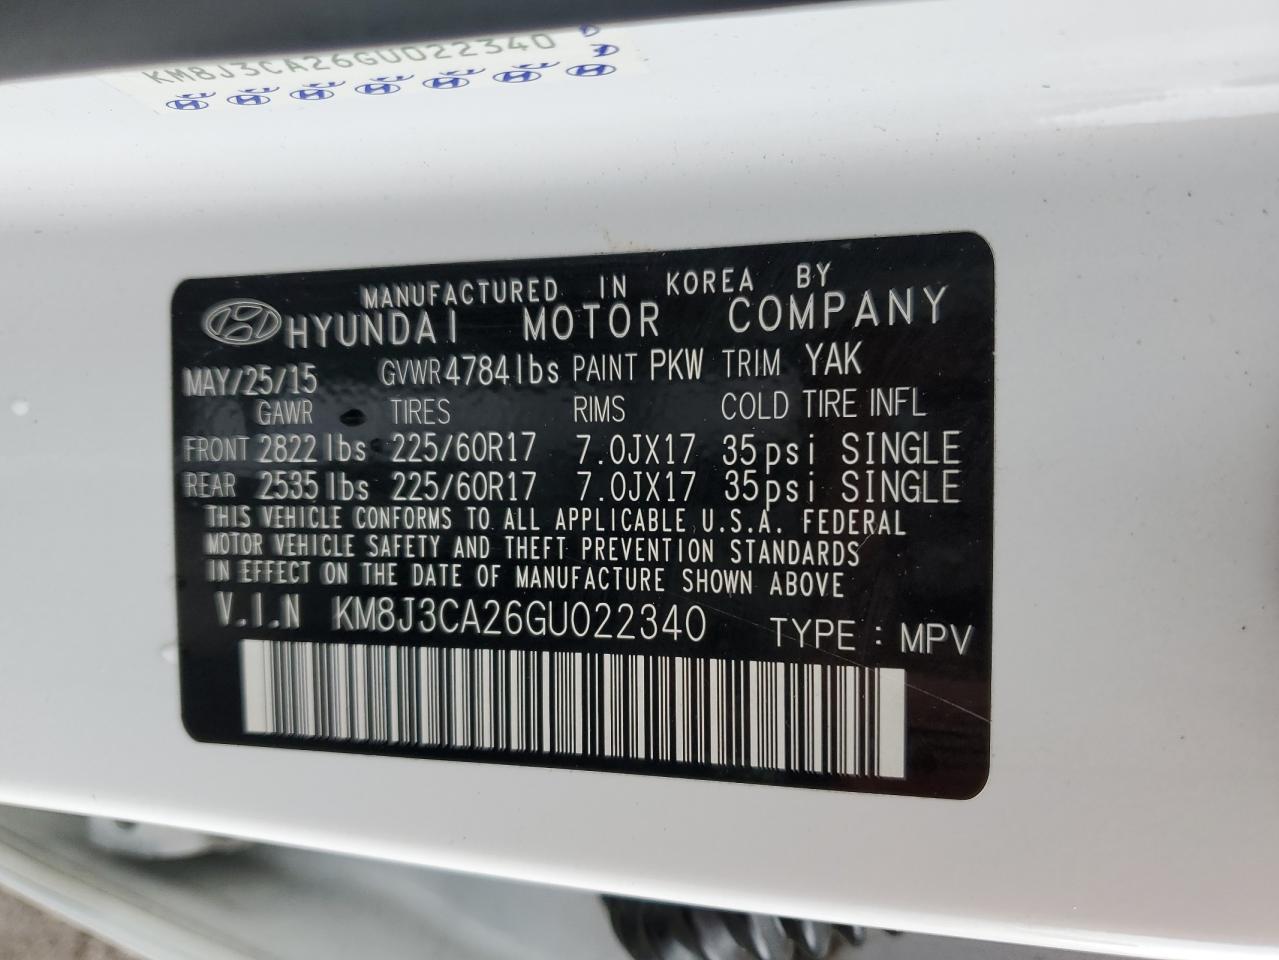 KM8J3CA26GU022340
MANUFACTURED IN KOREA BY
HYUNDAI MOTOR COMPANY
MAY/25/15 GVWR 4784lbs PAINT PKW TRIM YAK
GAWR TIRES RIMS COLD TIRE INFL
FRONT 2822lbs 225/60R17 7.0JX17 35psi SINGLE
REAR 2535lbs 225/60R17 7.0JX17 35psi SINGLE
THIS VEHICLE CONFORMS TO ALL APPLICABLE U.S.A. FEDERAL
MOTOR VEHICLE SAFETY AND THEFT PREVENTION STANDARDS
IN EFFECT ON THE DATE OF MANUFACTURE SHOWN ABOVE
V.I.N KM8J3CA26GU022340 TYPE : MPV